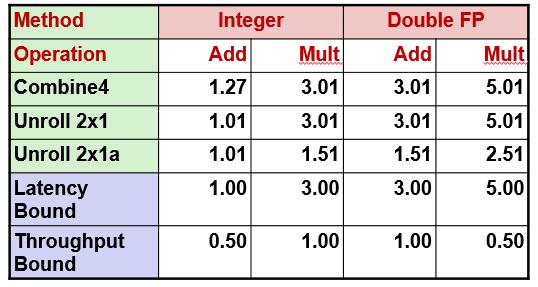 Method Integer Double FP
Operation Add Mult Add Mult
Combine4 1.27 3.01 3.01 5.01
Unroll 2x1 1.01 3.01 3.01 5.01
Unroll 2x1a 1.01 1.51 1.51 2.51
Latency 1.00 3.00 3.00 5.00
Bound
Throughput 0.50 1.00 1.00 0.50
Bound